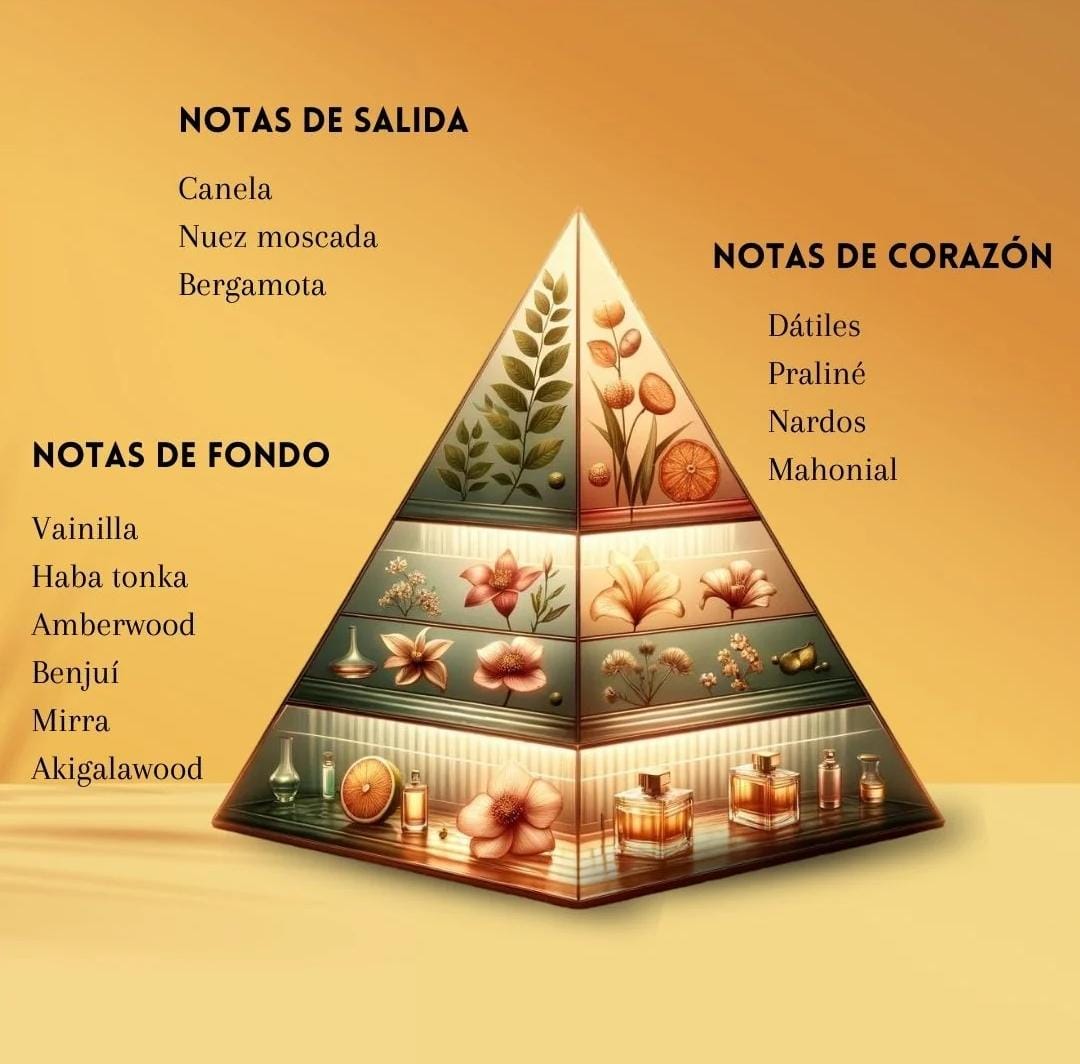 NOTAS DE SALIDA
Canela
Nuez moscada
Bergamota
NOTAS DE CORAZÓN
Dátiles
Praliné
Nardos
Mahonial
NOTAS DE FONDO
Vainilla
Haba tonka
Amberwood
Benjuí
Mirra
Akigalawood